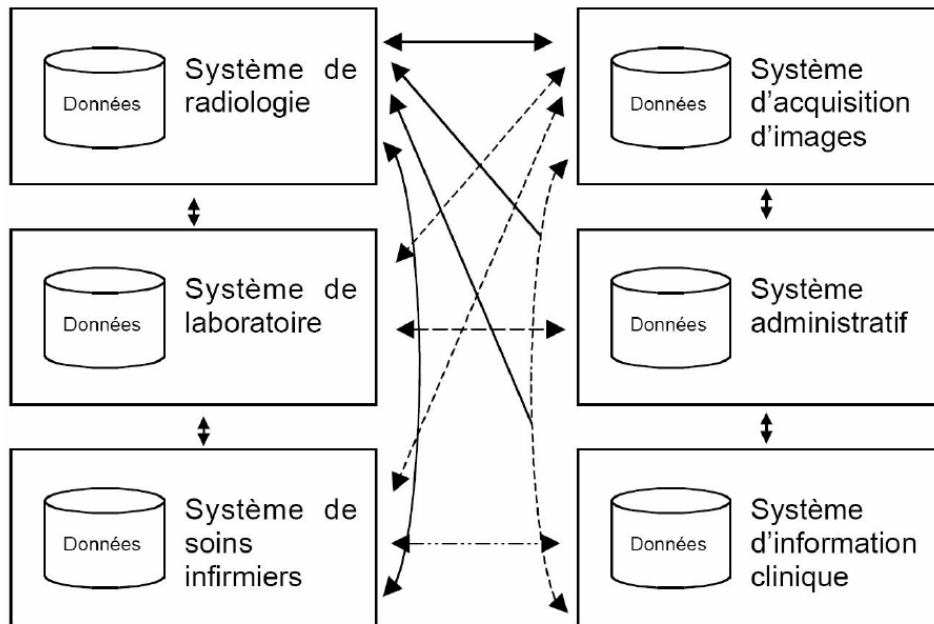 Données
Système de
radiologie
Données
Système
d'acquisition
d'images
Données
Système de
laboratoire
Données
Système
administratif
Données
Système de
soins
infirmiers
Données
Système
d'information
clinique